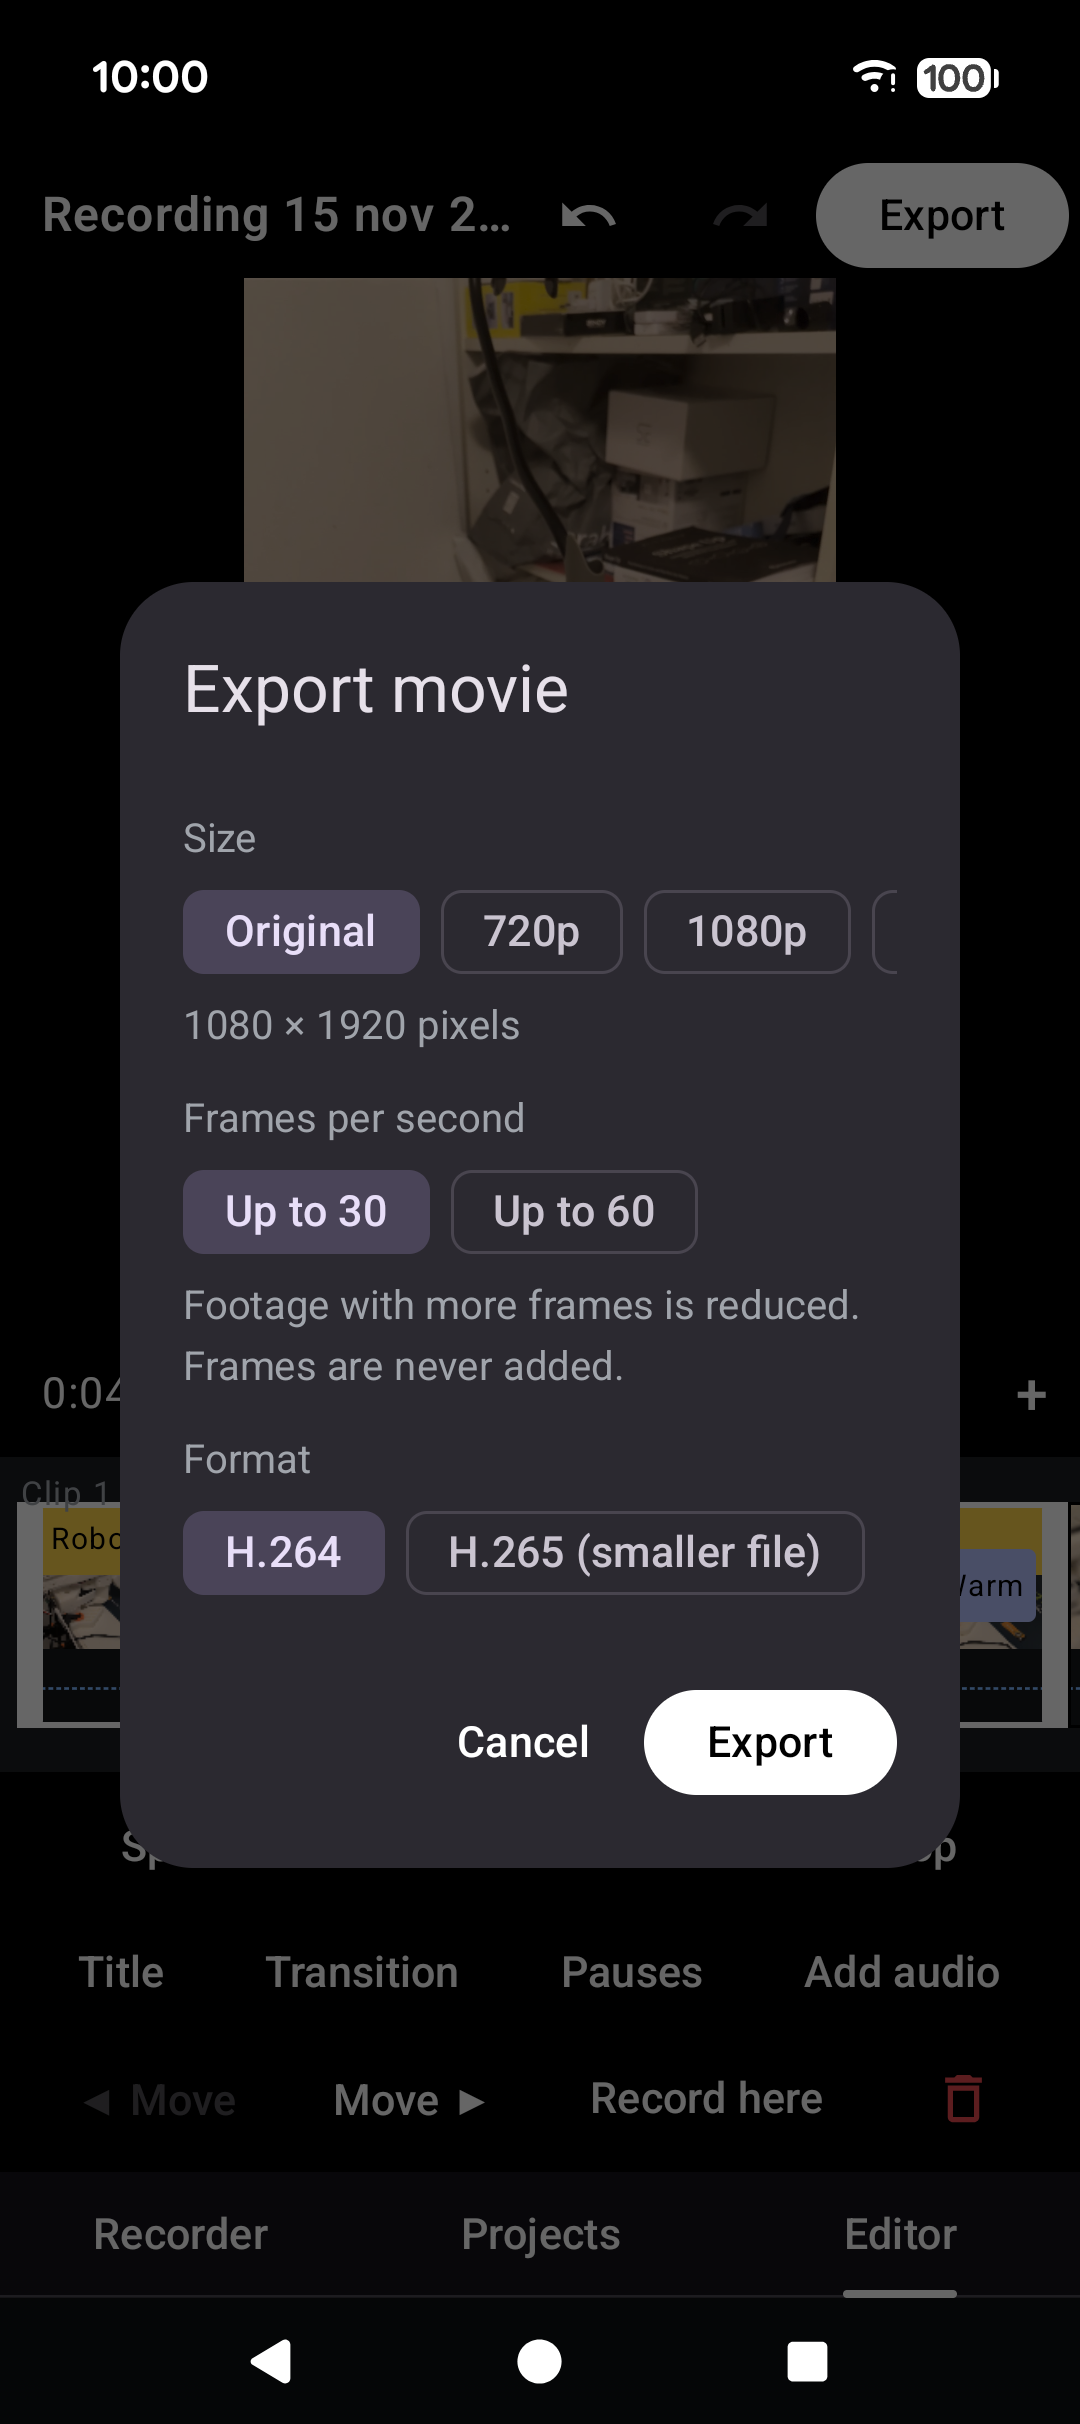 10:00
100
Recording 15 nov 2…
Export
Export movie
Size
Original 720p 1080p
1080 × 1920 pixels
Frames per second
Up to 30 Up to 60
Footage with more frames is reduced.
Frames are never added.
0:04
+
Format
Clip 1
H.264 H.265 (smaller file)
Cancel Export
Title Transition Pauses Add audio
◀ Move Move ▶ Record here
Recorder Projects Editor